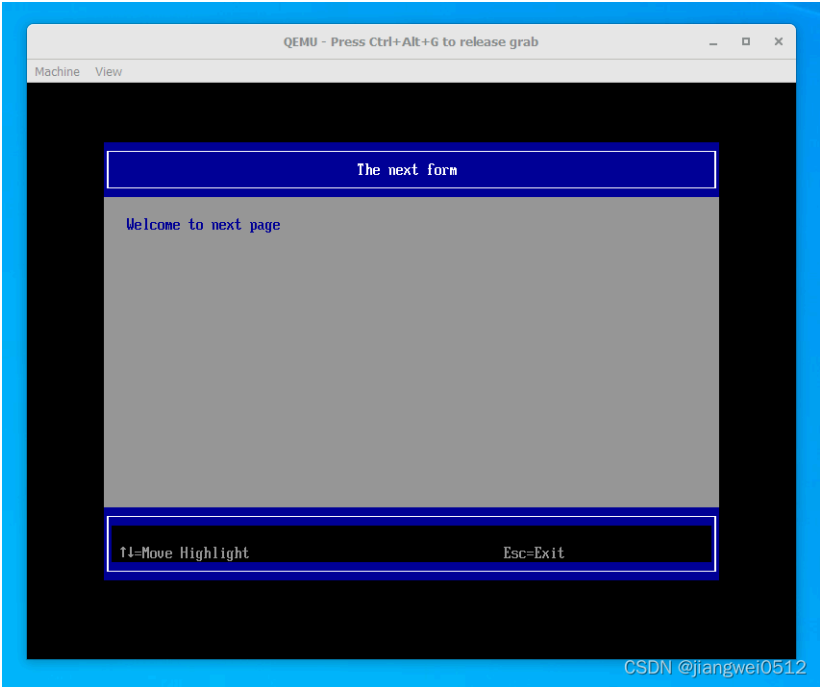 QEMU - Press Ctrl+Alt+G to release grab
Machine View
The next form
Welcome to next page
↑↓=Move Highlight Esc=Exit
CSDN @jiangwei0512